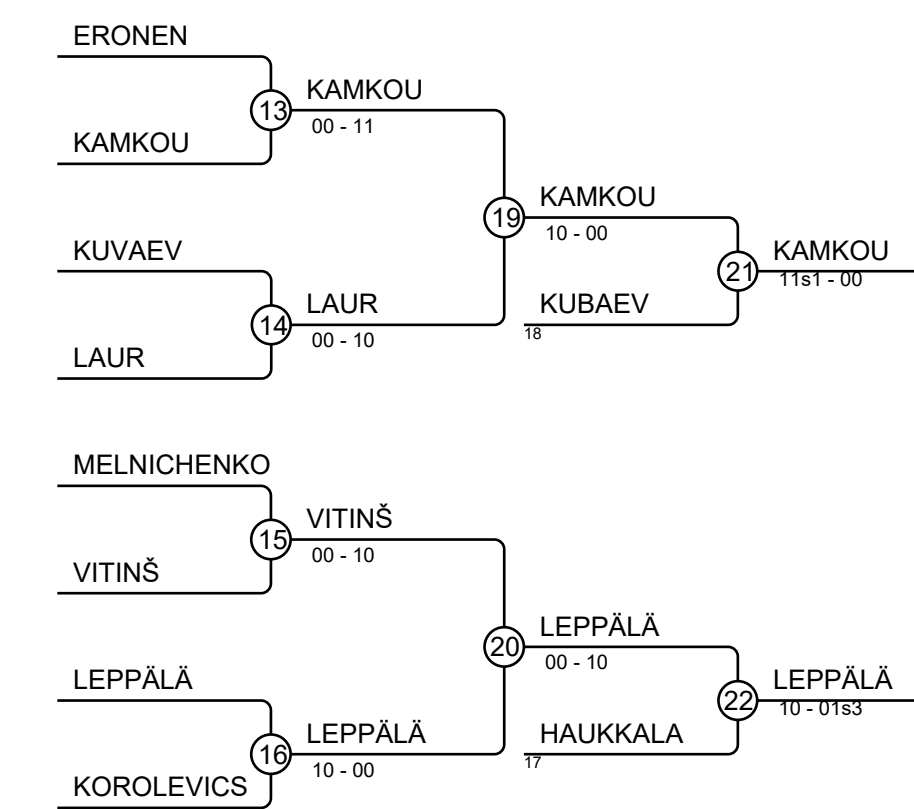 ERONEN
KAMKOU
13
00 - 11
KAMKOU
KAMKOU
19
10 - 00
KUVAEV
KAMKOU
21
11s1 - 00
LAUR
14
00 - 10
KUBAEV
18
LAUR
MELNICHENKO
VITINŠ
15
00 - 10
VITINŠ
LEPPÄLÄ
20
00 - 10
LEPPÄLÄ
LEPPÄLÄ
22
10 - 01s3
LEPPÄLÄ
16
10 - 00
HAUKKALA
17
KOROLEVICS